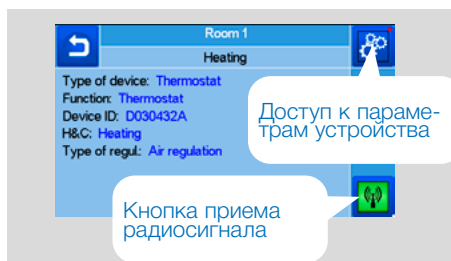 Room 1
Heating
Type of device: Thermostat
Function: Thermostat
Device ID: D030432A
H&C: Heating
Type of regul.: Air regulation
Доступ к параме-
трам устройства
Кнопка приема
радиосигнала